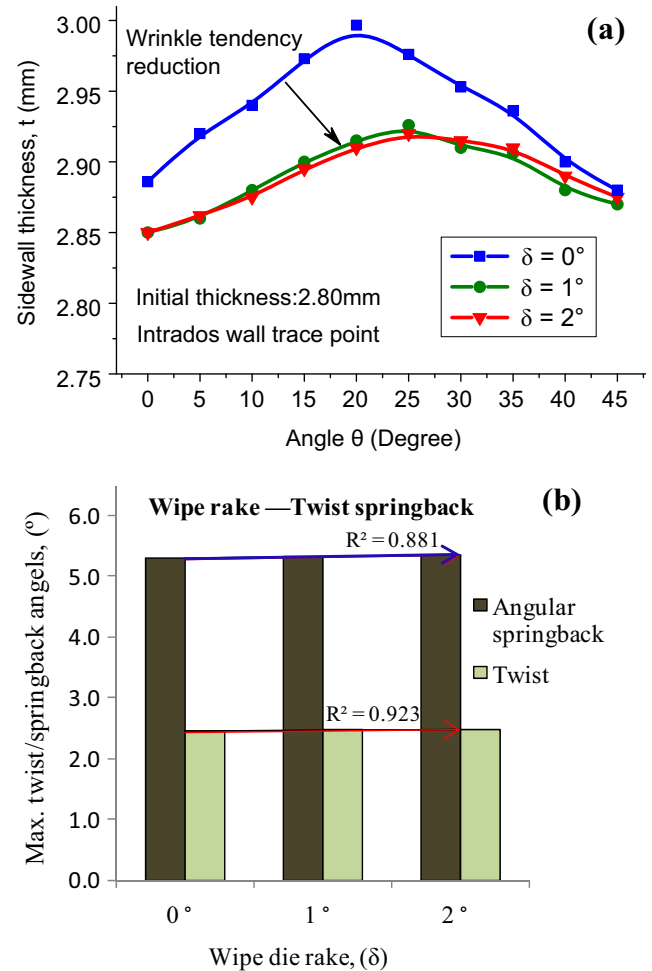 (a)
3.00
2.95
2.90
2.85
2.80
2.75
Sidewall thickness, t (mm)
Wrinkle tendency
reduction
δ = 0°
δ = 1°
δ = 2°
Initial thickness:2.80mm
Intrados wall trace point
0 5 10 15 20 25 30 35 40 45
Angle θ (Degree)
(b)
Wipe rake —Twist springback
6.0
5.0
4.0
3.0
2.0
1.0
0.0
Max. twist/springback angels, (º)
R² = 0.881
R² = 0.923
Angular
springback
Twist
0 ° 1 ° 2 °
Wipe die rake, (δ)